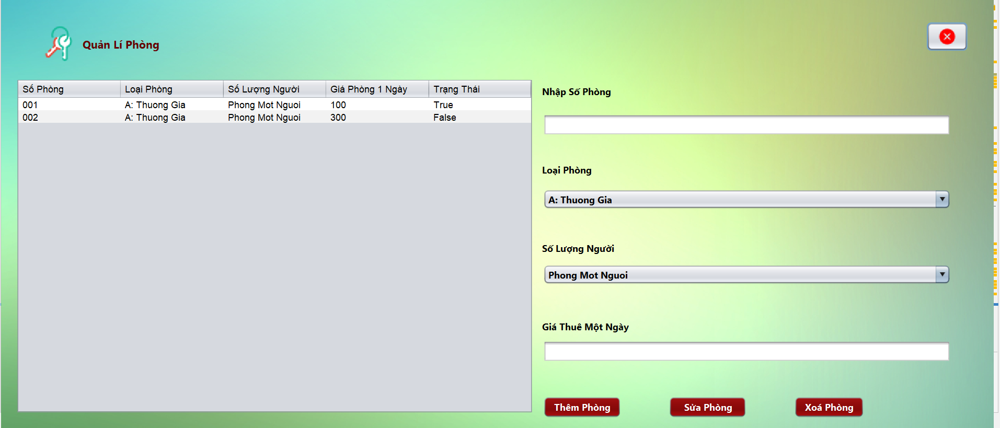 Quản Lí Phòng
Số Phòng Loại Phòng Số Lượng Người Giá Phòng 1 Ngày Trạng Thái
001 A: Thuong Gia Phong Mot Nguoi 100 True
002 A: Thuong Gia Phong Mot Nguoi 300 False
Nhập Số Phòng
Loại Phòng
A: Thuong Gia
Số Lượng Người
Phong Mot Nguoi
Giá Thuê Một Ngày
Thêm Phòng Sửa Phòng Xoá Phòng